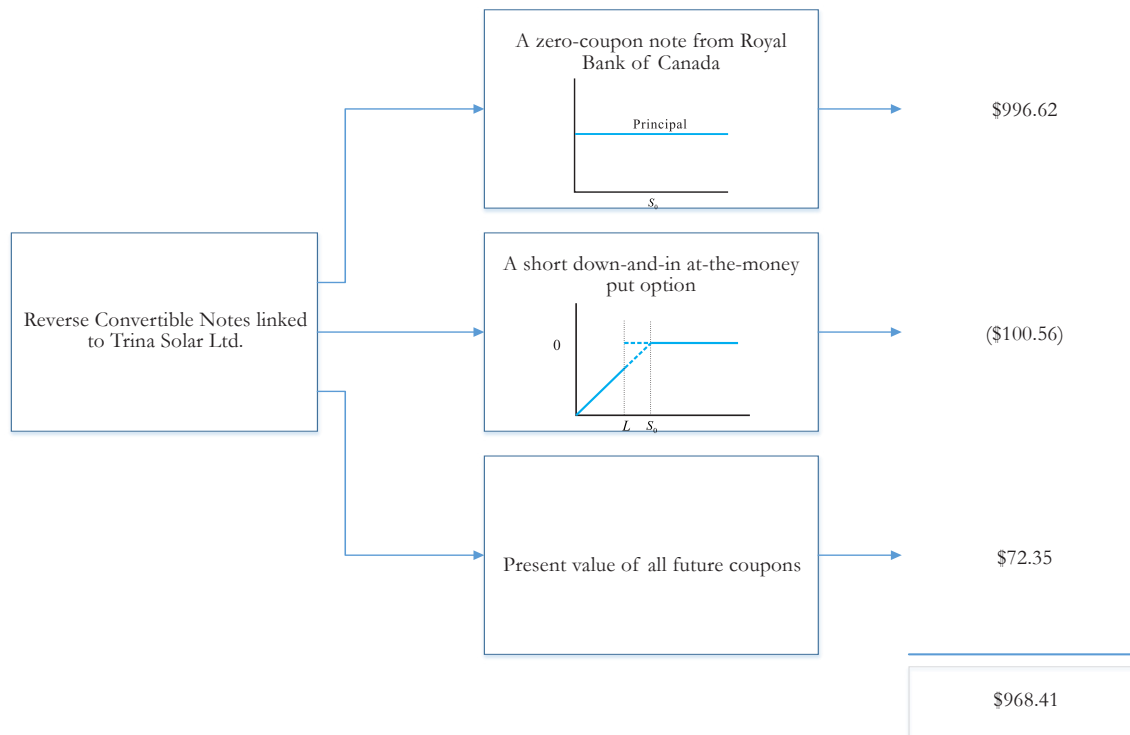 A zero-coupon note from Royal
Bank of Canada
Principal
S₀
$996.62
Reverse Convertible Notes linked
to Trina Solar Ltd.
A short down-and-in at-the-money
put option
0
L S₀
($100.56)
Present value of all future coupons
$72.35
$968.41